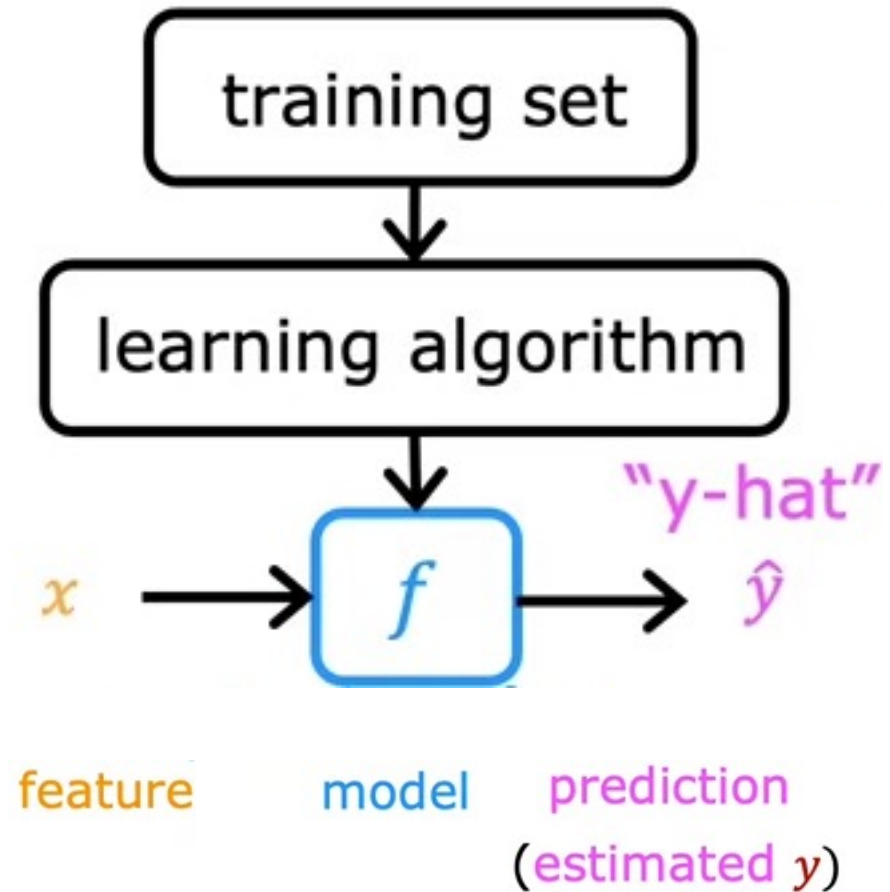 training set
learning algorithm
“y-hat”
x f ŷ
feature model prediction
(estimated y)